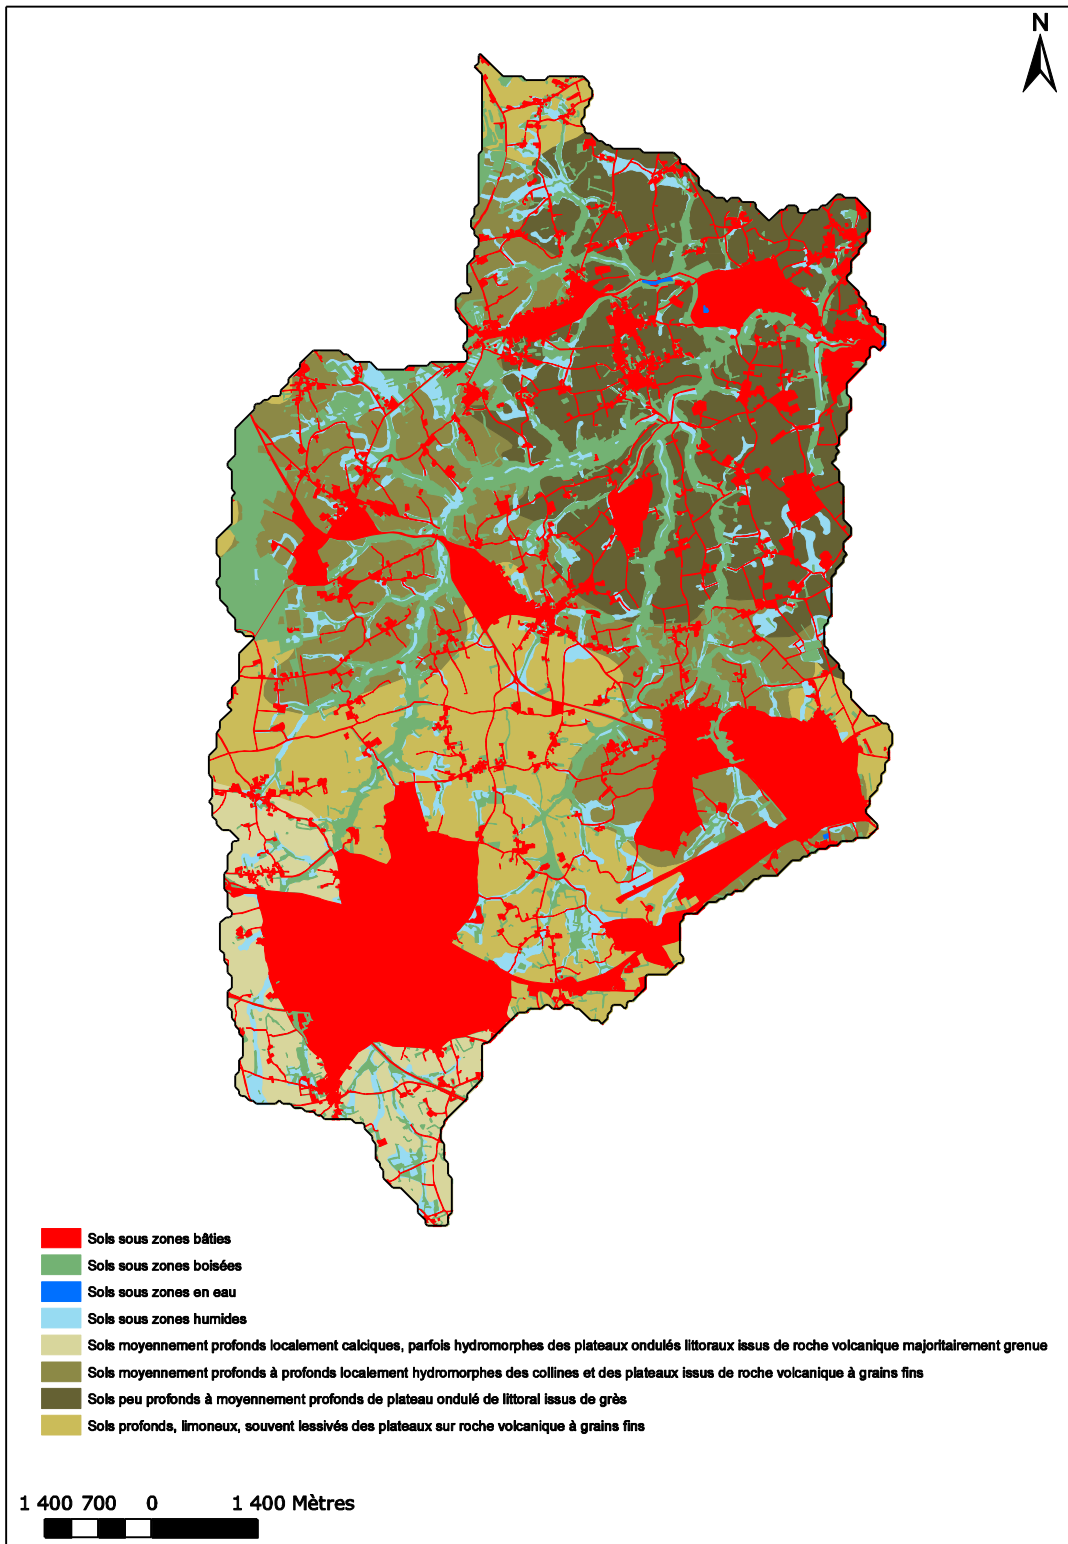 N
Sols sous zones bâties
Sols sous zones boisées
Sols sous zones en eau
Sols sous zones humides
Sols moyennement profonds localement calciques, parfois hydromorphes des plateaux ondulés littoraux issus de roche volcanique majoritairement grenue
Sols moyennement profonds à profonds localement hydromorphes des collines et des plateaux issus de roche volcanique à grains fins
Sols peu profonds à moyennement profonds de plateau ondulé de littoral issus de grès
Sols profonds, limoneux, souvent lessivés des plateaux sur roche volcanique à grains fins
1 400 700 0 1 400 Mètres